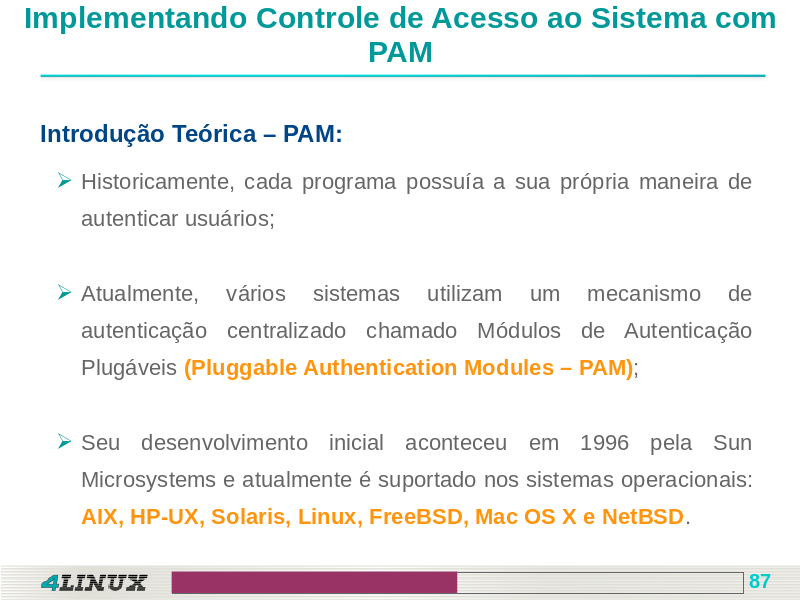 Implementando Controle de Acesso ao Sistema com
PAM
Introdução Teórica – PAM:
Historicamente, cada programa possuía a sua própria maneira de
autenticar usuários;
Atualmente, vários sistemas utilizam um mecanismo de
autenticação centralizado chamado Módulos de Autenticação
Plugáveis (Pluggable Authentication Modules – PAM);
Seu desenvolvimento inicial aconteceu em 1996 pela Sun
Microsystems e atualmente é suportado nos sistemas operacionais:
AIX, HP-UX, Solaris, Linux, FreeBSD, Mac OS X e NetBSD.
4LINUX
87